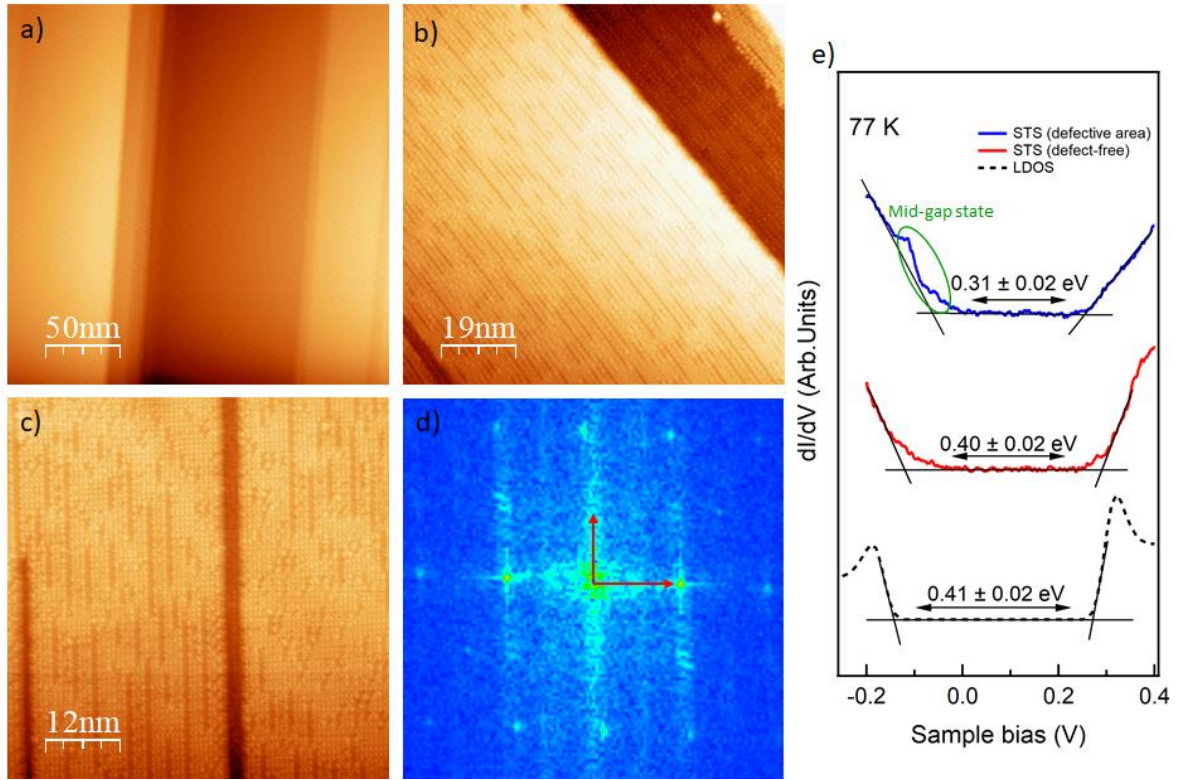 a)
50nm
b)
19nm
c)
12nm
d)
e)
77 K
STS (defective area)
STS (defect-free)
LDOS
Mid-gap state
0.31 ± 0.02 eV
0.40 ± 0.02 eV
0.41 ± 0.02 eV
dI/dV (Arb.Units)
-0.2 0.0 0.2 0.4
Sample bias (V)